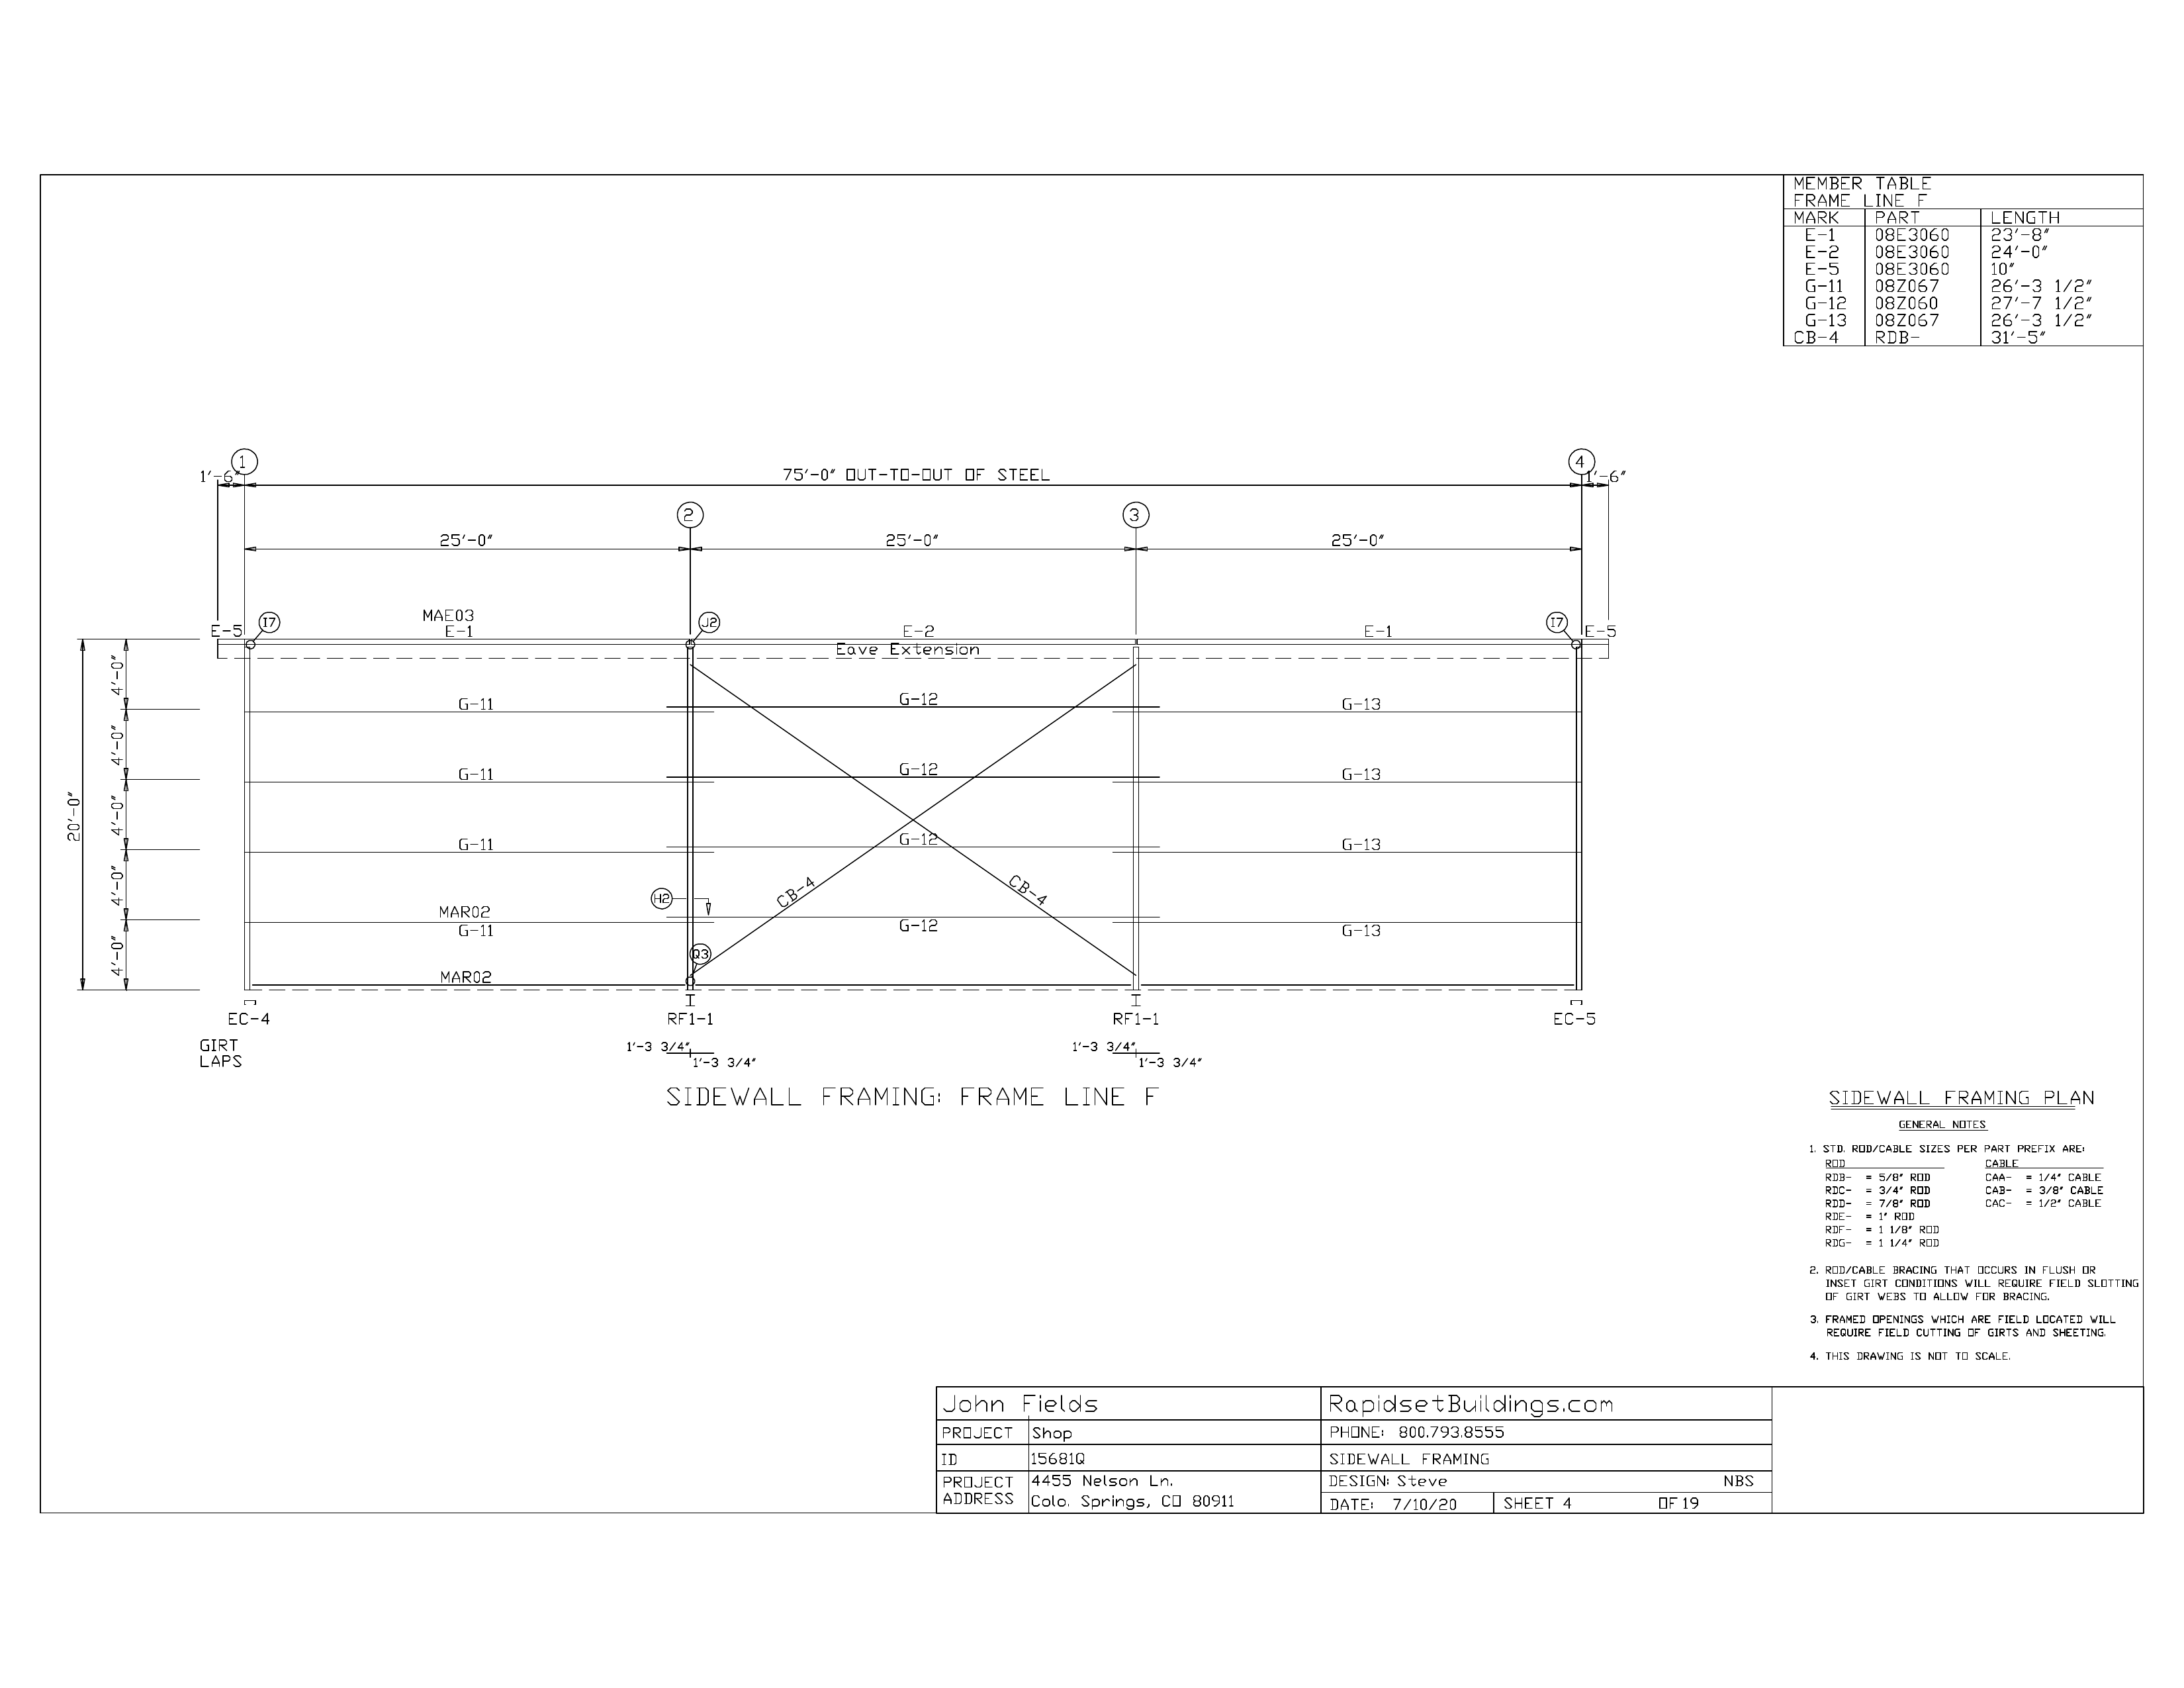 MEMBER TABLE
FRAME LINE F
MARK PART LENGTH
E-1 08E3060 23'-8"
E-2 08E3060 24'-0"
E-5 08E3060 10"
G-11 08Z067 26'-3 1/2"
G-12 08Z060 27'-7 1/2"
G-13 08Z067 26'-3 1/2"
CB-4 RDB- 31'-5"
1 4
1'-6" 75'-0" OUT-TO-OUT OF STEEL 1'-6"
2 3
25'-0" 25'-0" 25'-0"
MAE03
I7 J2 I7
E-5 E-1 E-2 E-1 E-5
Eave Extension
4'-0"
G-11 G-12 G-13
4'-0"
G-11 G-12 G-13
20'-0"
4'-0"
G-11 G-12 G-13
4'-0"
CB-4 CB-4
H2
MAR02
G-11 G-12 G-13
4'-0"
Q3
MAR02
EC-4 RF1-1 RF1-1 EC-5
GIRT
LAPS
1'-3 3/4" 1'-3 3/4"
1'-3 3/4" 1'-3 3/4"
SIDEWALL FRAMING: FRAME LINE F
SIDEWALL FRAMING PLAN
GENERAL NOTES
1. STD. ROD/CABLE SIZES PER PART PREFIX ARE:
ROD CABLE
RDB- = 5/8" ROD CAA- = 1/4" CABLE
RDC- = 3/4" ROD CAB- = 3/8" CABLE
RDD- = 7/8" ROD CAC- = 1/2" CABLE
RDE- = 1" ROD
RDF- = 1 1/8" ROD
RDG- = 1 1/4" ROD
2. ROD/CABLE BRACING THAT OCCURS IN FLUSH OR
INSET GIRT CONDITIONS WILL REQUIRE FIELD SLOTTING
OF GIRT WEBS TO ALLOW FOR BRACING.
3. FRAMED OPENINGS WHICH ARE FIELD LOCATED WILL
REQUIRE FIELD CUTTING OF GIRTS AND SHEETING.
4. THIS DRAWING IS NOT TO SCALE.
John Fields
PROJECT Shop
ID 15681Q
PROJECT ADDRESS
4455 Nelson Ln.
Colo. Springs, CO 80911
RapidsetBuildings.com
PHONE: 800.793.8555
SIDEWALL FRAMING
DESIGN: Steve NBS
DATE: 7/10/20 SHEET 4 OF 19